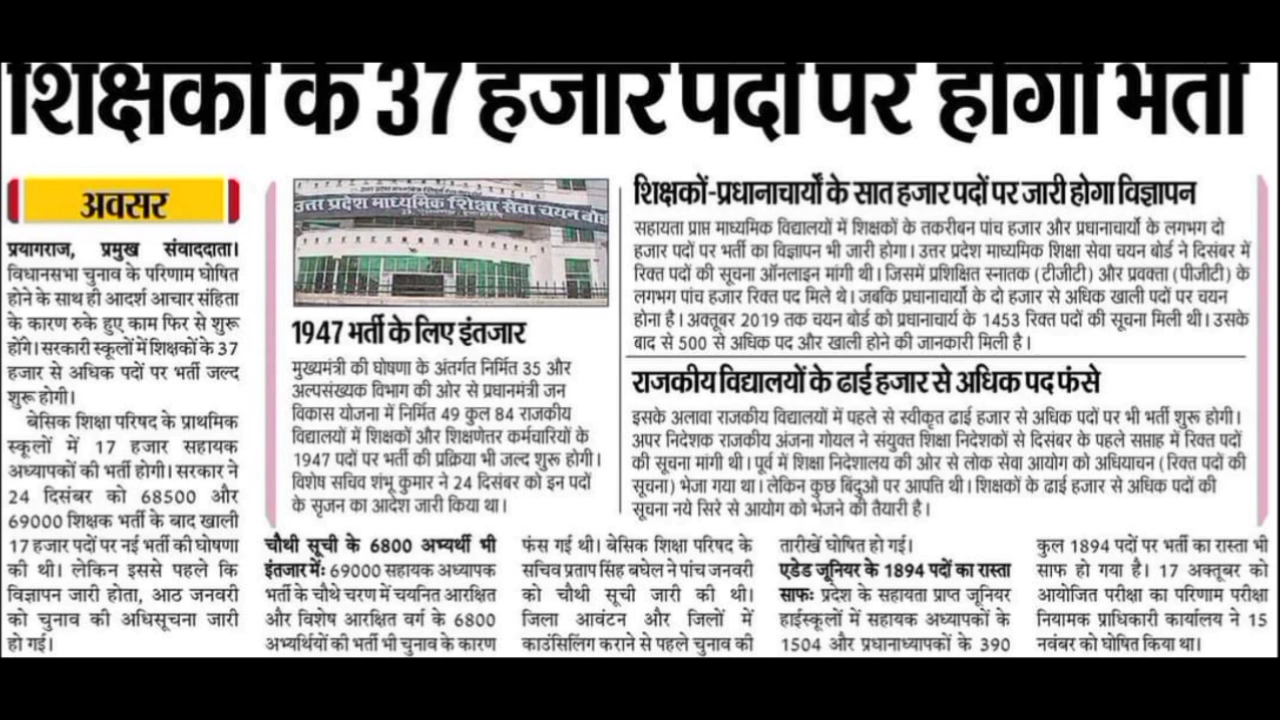 शिक्षकों के 37 हजार पदों पर होगी भर्ती
अवसर
प्रयागराज, प्रमुख संवाददाता।
विधानसभा चुनाव के परिणाम घोषित
होने के साथ ही आदर्श आचार संहिता
के कारण रुके हुए काम फिर से शुरू
होंगे। सरकारी स्कूलों में शिक्षकों के 37
हजार से अधिक पदों पर भर्ती जल्द
शुरू होगी।
बेसिक शिक्षा परिषद के प्राथमिक
स्कूलों में 17 हजार सहायक
अध्यापकों की भर्ती होगी। सरकार ने
24 दिसंबर को 68500 और
69000 शिक्षक भर्ती के बाद खाली
17 हजार पदों पर नई भर्ती की घोषणा
की थी। लेकिन इससे पहले कि
विज्ञापन जारी होता, आठ जनवरी
को चुनाव की अधिसूचना जारी
हो गई।
उत्तर प्रदेश माध्यमिक शिक्षा सेवा चयन बोर्ड
1947 भर्ती के लिए इंतजार
मुख्यमंत्री की घोषणा के अंतर्गत निर्मित 35 और
अल्पसंख्यक विभाग की ओर से प्रधानमंत्री जन
विकास योजना में निर्मित 49 कुल 84 राजकीय
विद्यालयों में शिक्षकों और शिक्षणेत्तर कर्मचारियों के
1947 पदों पर भर्ती की प्रक्रिया भी जल्द शुरू होगी।
विशेष सचिव शंभू कुमार ने 24 दिसंबर को इन पदों
के सृजन का आदेश जारी किया था।
शिक्षकों-प्रधानाचार्यों के सात हजार पदों पर जारी होगा विज्ञापन
सहायता प्राप्त माध्यमिक विद्यालयों में शिक्षकों के तकरीबन पांच हजार और प्रधानाचार्यों के लगभग दो
हजार पदों पर भर्ती का विज्ञापन भी जारी होगा। उत्तर प्रदेश माध्यमिक शिक्षा सेवा चयन बोर्ड ने दिसंबर में
रिक्त पदों की सूचना ऑनलाइन मांगी थी। जिसमें प्रशिक्षित स्नातक (टीजीटी) और प्रवक्ता (पीजीटी) के
लगभग पांच हजार रिक्त पद मिले थे। जबकि प्रधानाचार्यों के दो हजार से अधिक खाली पदों पर चयन
होना है। अक्तूबर 2019 तक चयन बोर्ड को प्रधानाचार्य के 1453 रिक्त पदों की सूचना मिली थी। उसके
बाद से 500 से अधिक पद और खाली होने की जानकारी मिली है।
राजकीय विद्यालयों के ढाई हजार से अधिक पद फंसे
इसके अलावा राजकीय विद्यालयों में पहले से स्वीकृत ढाई हजार से अधिक पदों पर भी भर्ती शुरू होगी।
अपर निदेशक राजकीय अंजना गोयल ने संयुक्त शिक्षा निदेशकों से दिसंबर के पहले सप्ताह में रिक्त पदों
की सूचना मांगी थी। पूर्व में शिक्षा निदेशालय की ओर से लोक सेवा आयोग को अधियाचन (रिक्त पदों की
सूचना) भेजा गया था। लेकिन कुछ बिंदुओं पर आपत्ति थी। शिक्षकों के ढाई हजार से अधिक पदों की
सूचना नये सिरे से आयोग को भेजने की तैयारी है।
चौथी सूची के 6800 अभ्यर्थी भी
इंतजार में: 69000 सहायक अध्यापक
भर्ती के चौथे चरण में चयनित आरक्षित
और विशेष आरक्षित वर्ग के 6800
अभ्यर्थियों की भर्ती भी चुनाव के कारण
फंस गई थी। बेसिक शिक्षा परिषद के
सचिव प्रताप सिंह बघेल ने पांच जनवरी
को चौथी सूची जारी की थी।
जिला आवंटन और जिलों में
काउंसिलिंग कराने से पहले चुनाव की
तारीखें घोषित हो गईं।
एडेड जूनियर के 1894 पदों का रास्ता
साफ: प्रदेश के सहायता प्राप्त जूनियर
हाईस्कूलों में सहायक अध्यापकों के
1504 और प्रधानाध्यापकों के 390
कुल 1894 पदों पर भर्ती का रास्ता भी
साफ हो गया है। 17 अक्तूबर को
आयोजित परीक्षा का परिणाम परीक्षा
नियामक प्राधिकारी कार्यालय ने 15
नवंबर को घोषित किया था।